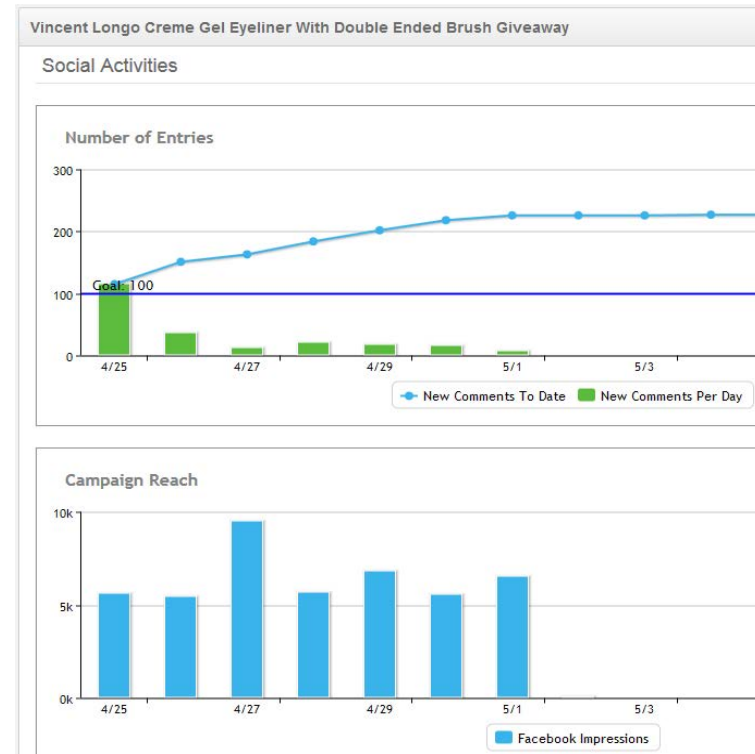 Vincent Longo Creme Gel Eyeliner With Double Ended Brush Giveaway
Social Activities
Number of Entries
300
200
Goal: 100
100
0
4/25 4/27 4/29 5/1 5/3
New Comments To Date New Comments Per Day
Campaign Reach
10k
5k
0k
4/25 4/27 4/29 5/1 5/3
Facebook Impressions